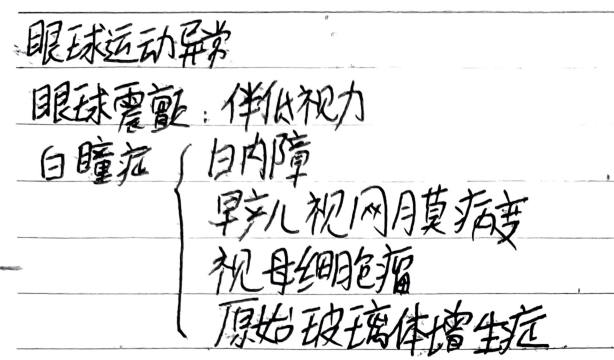 眼球运动异常
眼球震颤：伴低视力
白瞳症 { 白内障
早产儿视网膜病变
视母细胞瘤
原始玻璃体增生症